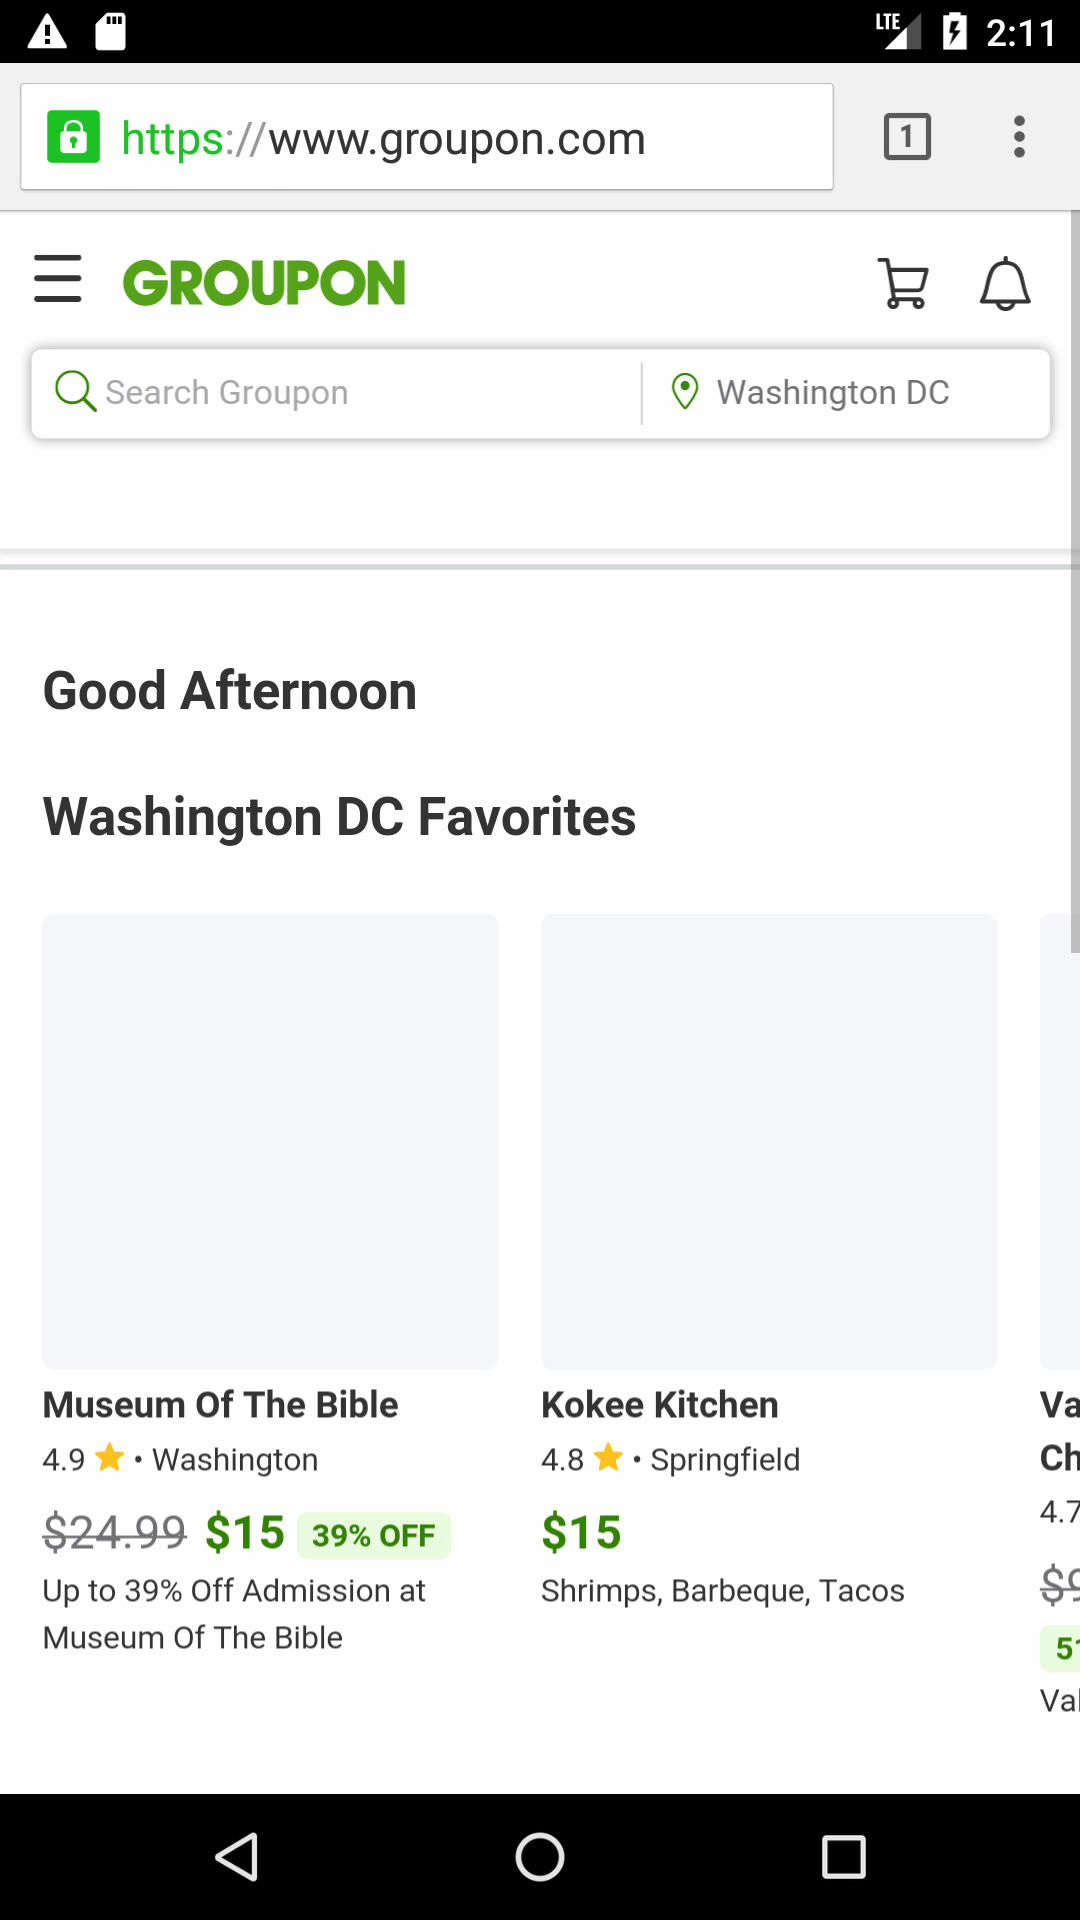 LTE 2:11
https://www.groupon.com 1
GROUPON
Search Groupon Washington DC
Good Afternoon
Washington DC Favorites
Museum Of The Bible
4.9 • Washington
$24.99 $15 39% OFF
Up to 39% Off Admission at
Museum Of The Bible
Kokee Kitchen
4.8 • Springfield
$15
Shrimps, Barbeque, Tacos
Va
Ch
4.7
$9
51
Val